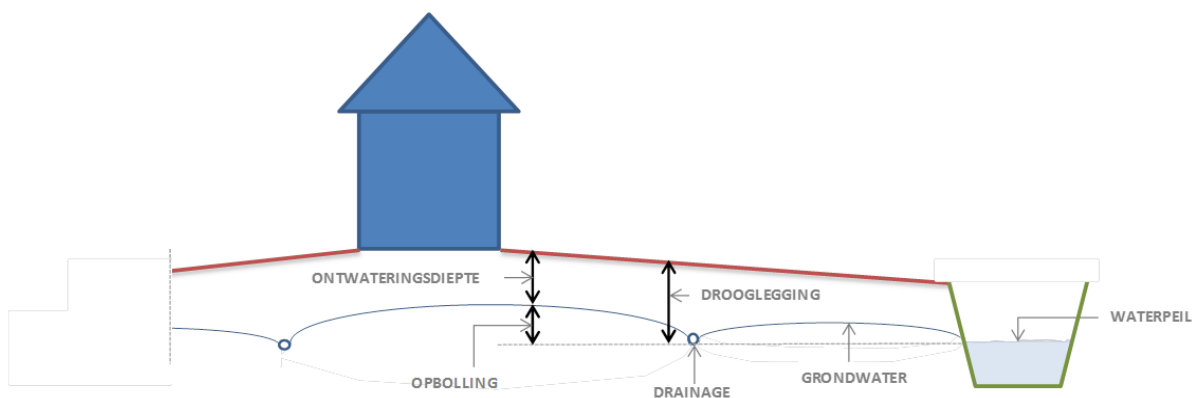 ONTWATERINGSDIEPTE
DROOGLEGGING
WATERPEIL
OPBOLLING
DRAINAGE
GRONDWATER